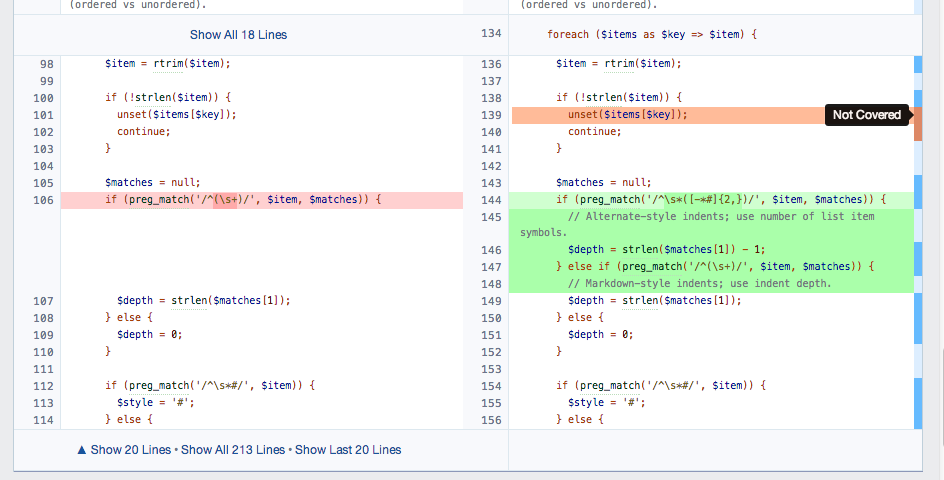 (ordered vs unordered). (ordered vs unordered).
Show All 18 Lines 134 foreach ($items as $key => $item) {
98 $item = rtrim($item); 136 $item = rtrim($item);
99 137
100 if (!strlen($item)) { 138 if (!strlen($item)) {
101 unset($items[$key]); 139 unset($items[$key]); Not Covered
102 continue; 140 continue;
103 } 141 }
104 142
105 $matches = null; 143 $matches = null;
106 if (preg_match('/^(\s+)/', $item, $matches)) { 144 if (preg_match('/^\s*([-*#]{2,})/', $item, $matches)) {
145 // Alternate-style indents; use number of list item
symbols.
146 $depth = strlen($matches[1]) - 1;
147 } else if (preg_match('/^(\s+)/', $item, $matches)) {
148 // Markdown-style indents; use indent depth.
107 $depth = strlen($matches[1]); 149 $depth = strlen($matches[1]);
108 } else { 150 } else {
109 $depth = 0; 151 $depth = 0;
110 } 152 }
111 153
112 if (preg_match('/^\s*#/', $item)) { 154 if (preg_match('/^\s*#/', $item)) {
113 $style = '#'; 155 $style = '#';
114 } else { 156 } else {
▲ Show 20 Lines • Show All 213 Lines • Show Last 20 Lines